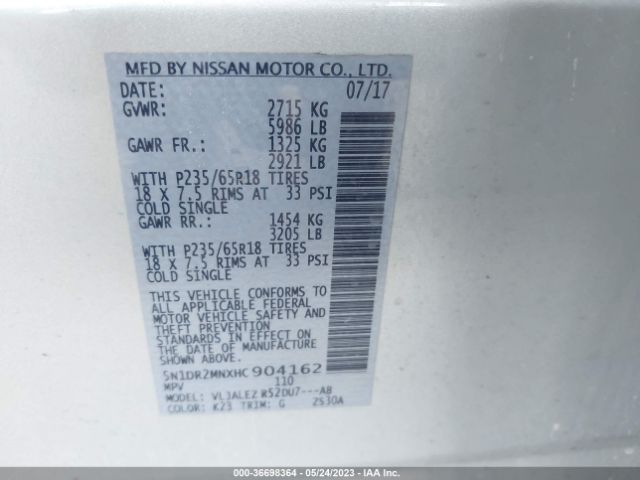 MFD BY NISSAN MOTOR CO., LTD.
DATE: 07/17
GVWR: 2715 KG
5986 LB
GAWR FR.: 1325 KG
2921 LB
WITH P235/65R18 TIRES
18 X 7.5 RIMS AT 33 PSI
COLD SINGLE
GAWR RR.: 1454 KG
3205 LB
WITH P235/65R18 TIRES
18 X 7.5 RIMS AT 33 PSI
COLD SINGLE
THIS VEHICLE CONFORMS TO
ALL APPLICABLE FEDERAL
MOTOR VEHICLE SAFETY AND
THEFT PREVENTION
STANDARDS IN EFFECT ON
THE DATE OF MANUFACTURE
SHOWN ABOVE.
5N1DR2MNXHC904162
MPV 110
MODEL: VLJALEZ R52DU7---AB
COLOR: K23 TRIM: G 2530A
000-36698364 - 05/24/2023 - IAA Inc.